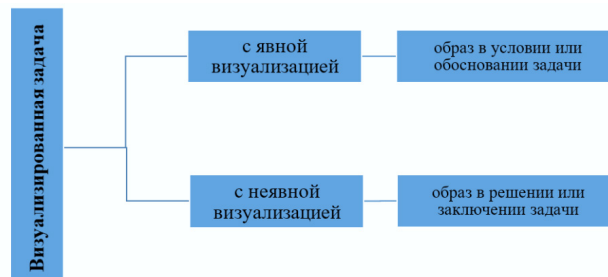 Визуализированная задача
с явной
визуализацией
образ в условии или
обосновании задачи
с неявной
визуализацией
образ в решении или
заключении задачи